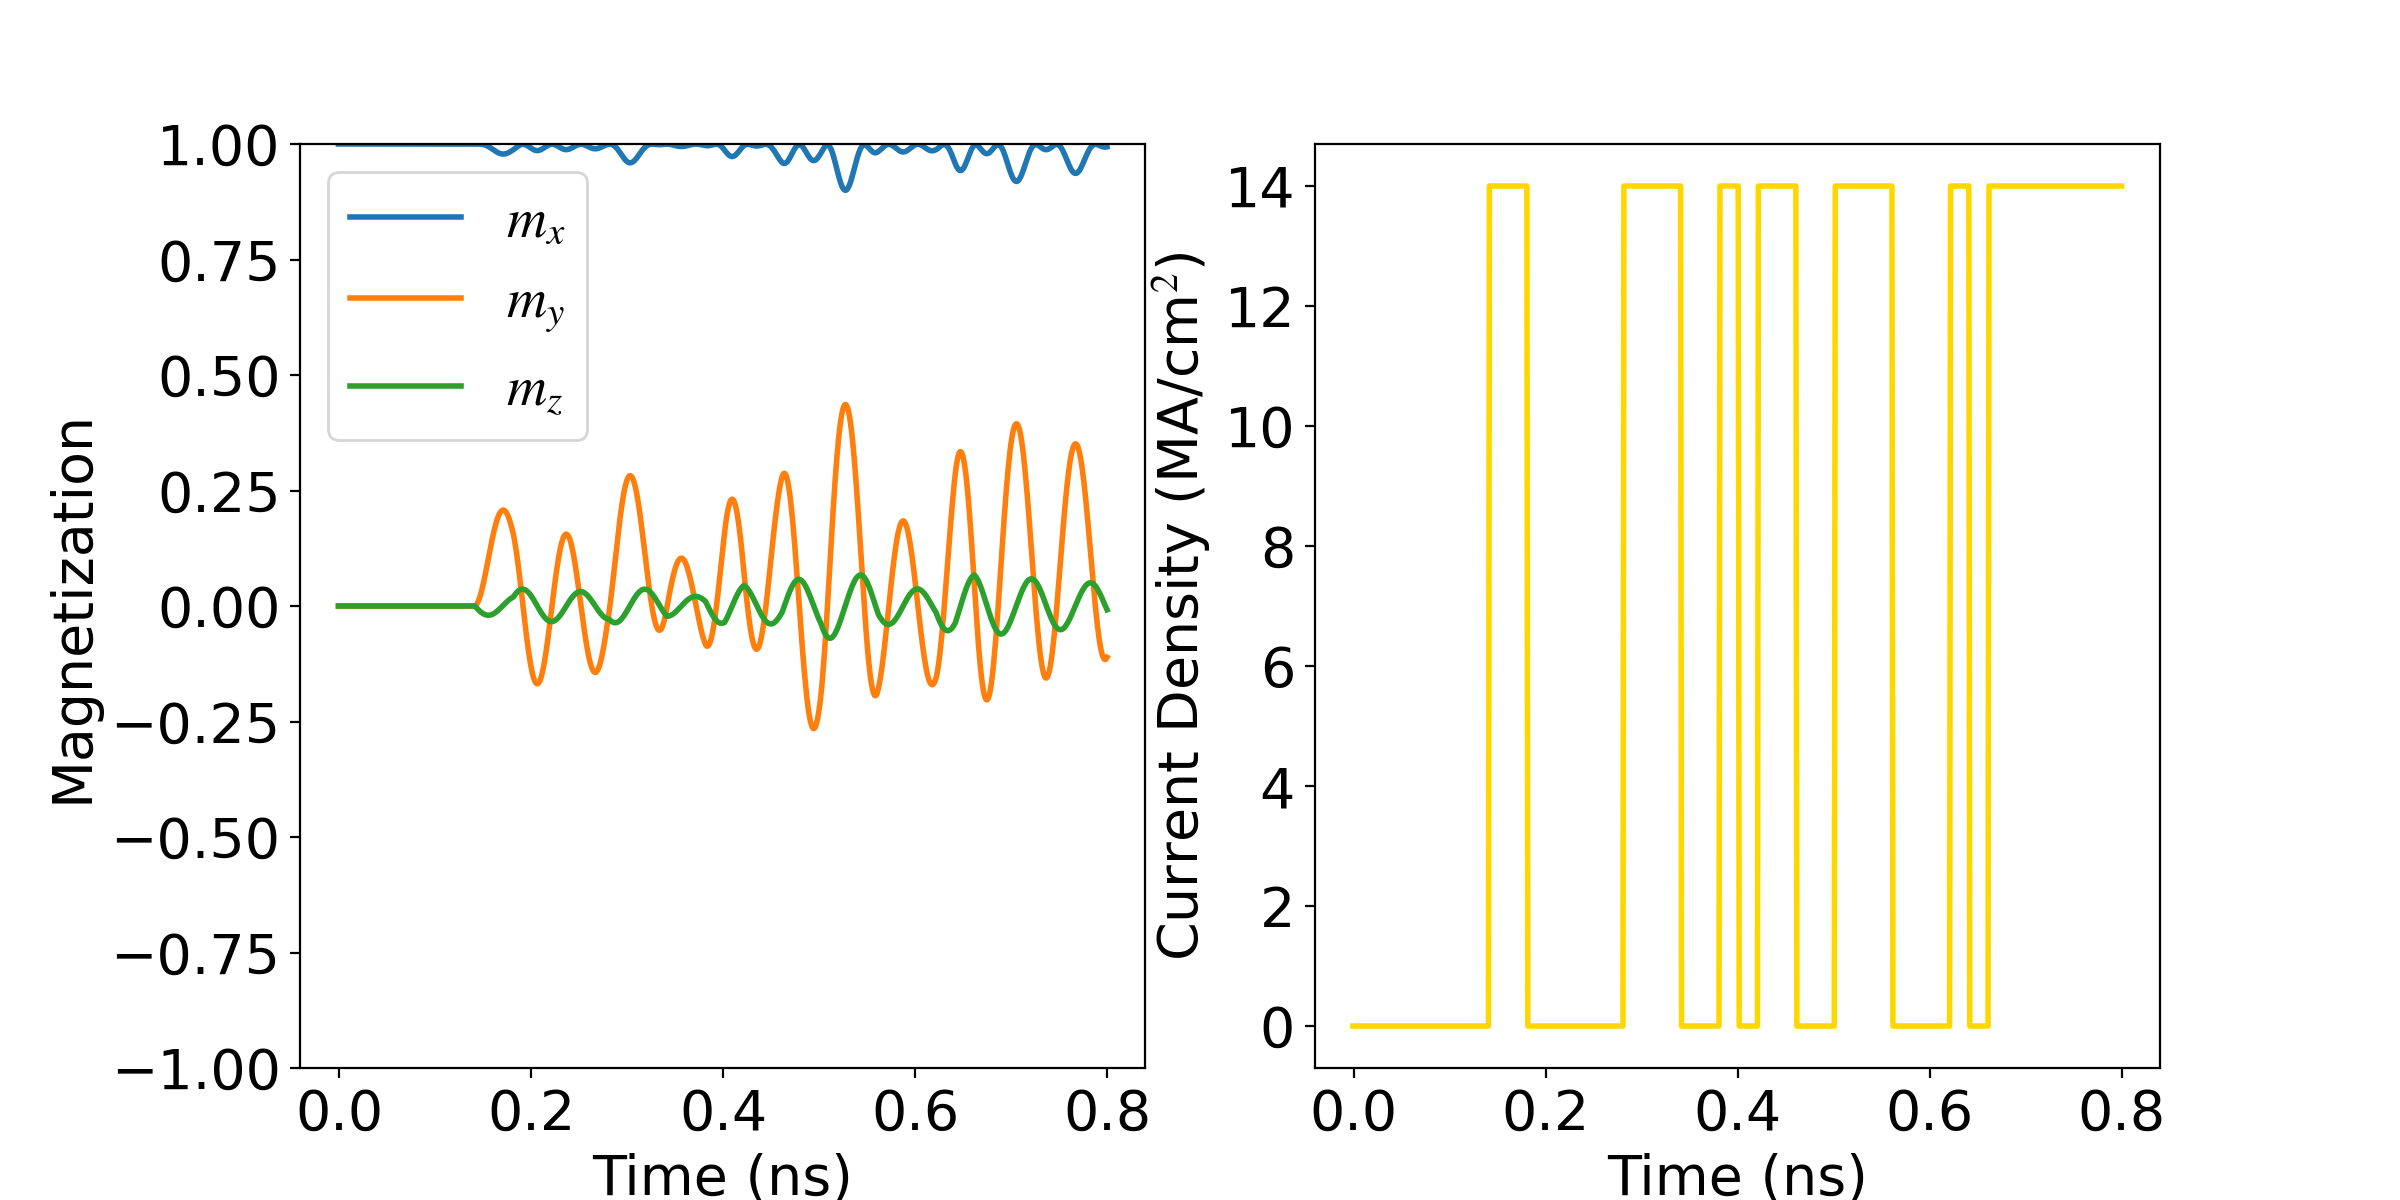 Magnetization
1.00
0.75
0.50
0.25
0.00
−0.25
−0.50
−0.75
−1.00
m_x
m_y
m_z
0.0 0.2 0.4 0.6 0.8
Time (ns)
Current Density (MA/cm²)
14
12
10
8
6
4
2
0
0.0 0.2 0.4 0.6 0.8
Time (ns)